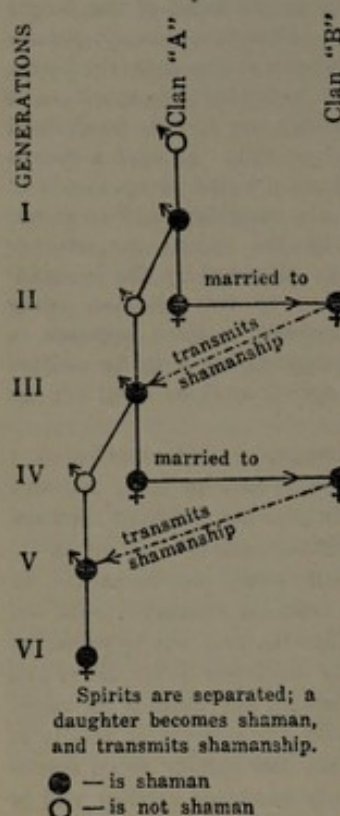 GENERATIONS
Clan "A"
Clan "B"
I
married to
II
transmits
shamanship
III
married to
IV
transmits
shamanship
V
VI
Spirits are separated; a
daughter becomes shaman,
and transmits shamanship.
— is shaman
— is not shaman